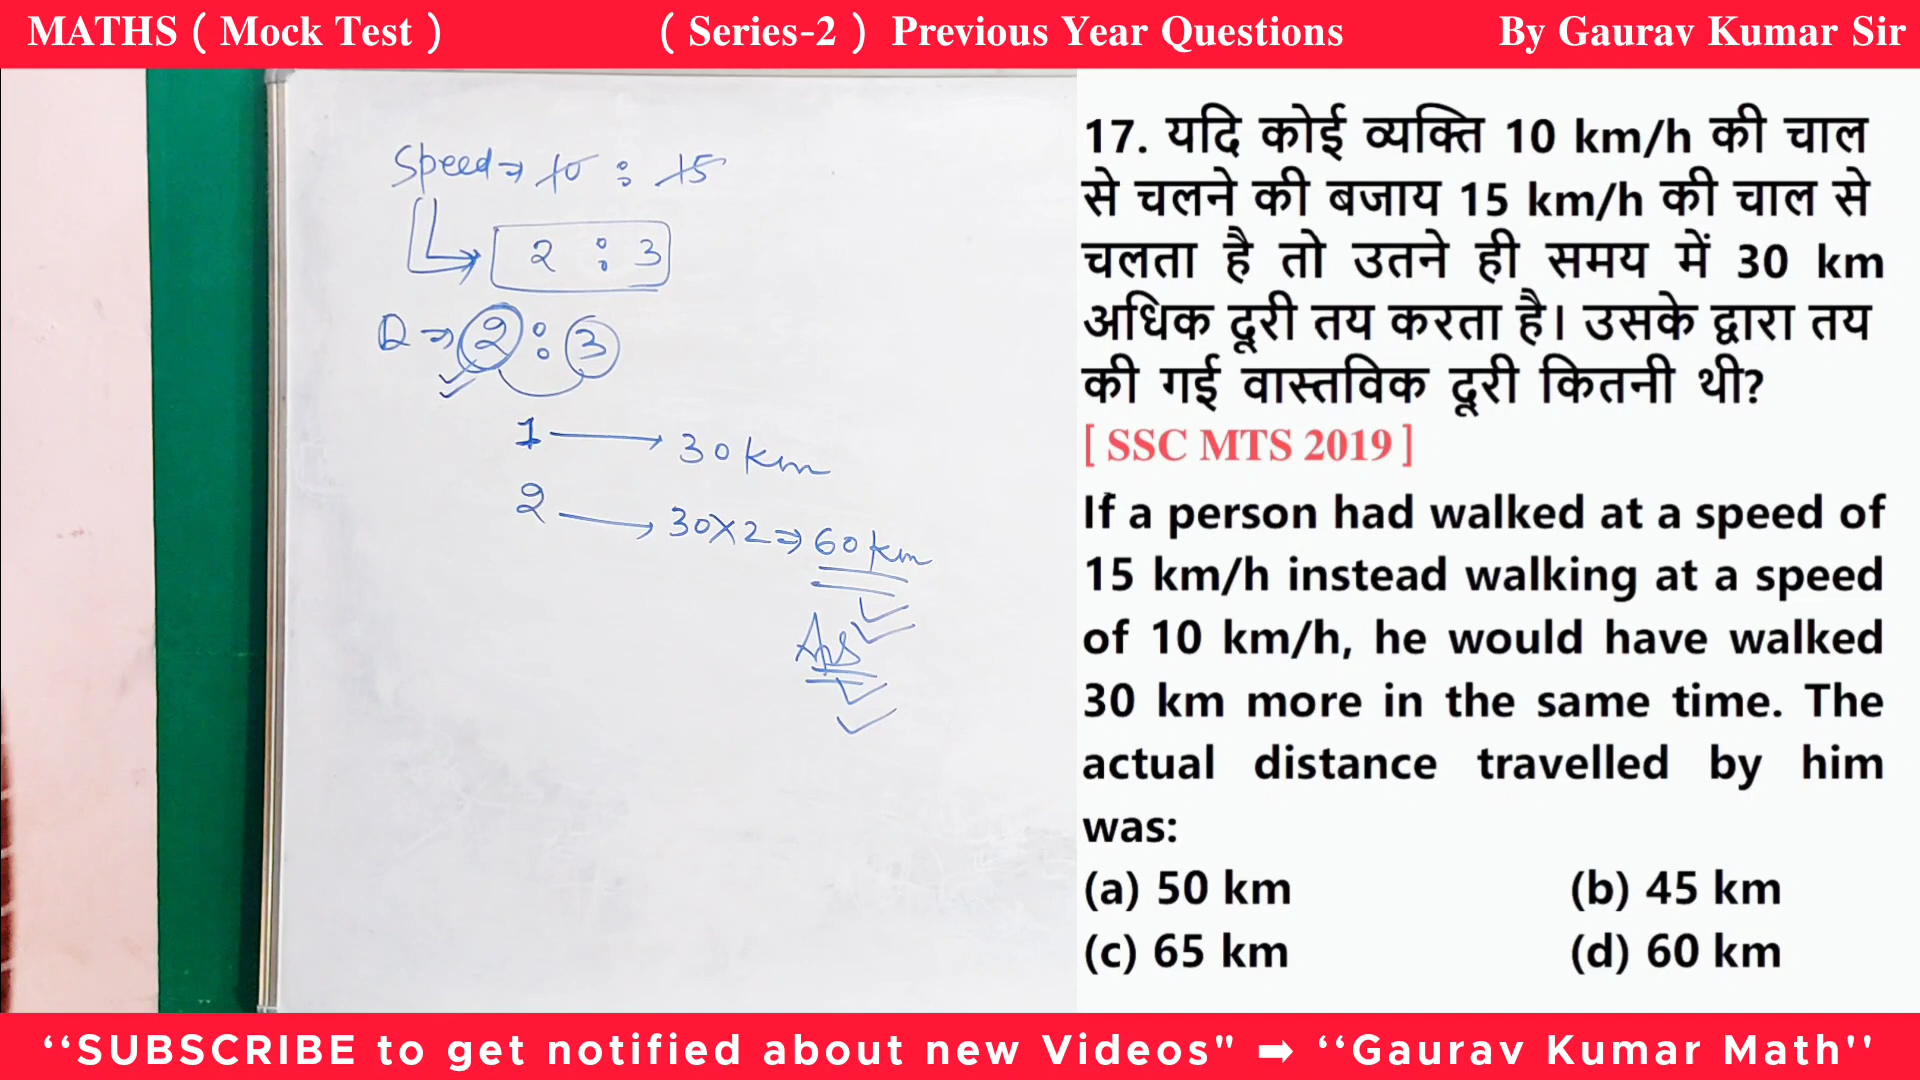 MATHS ( Mock Test ) ( Series-2 ) Previous Year Questions By Gaurav Kumar Sir
Speed ⇒ 10 : 15
2 : 3
D ⇒ 2 : 3
1 → 30 km
2 → 30×2 ⇒ 60 km
Ans
17. यदि कोई व्यक्ति 10 km/h की चाल
से चलने की बजाय 15 km/h की चाल से
चलता है तो उतने ही समय में 30 km
अधिक दूरी तय करता है। उसके द्वारा तय
की गई वास्तविक दूरी कितनी थी?
[ SSC MTS 2019 ]
If a person had walked at a speed of
15 km/h instead walking at a speed
of 10 km/h, he would have walked
30 km more in the same time. The
actual distance travelled by him
was:
(a) 50 km (b) 45 km
(c) 65 km (d) 60 km
‘‘SUBSCRIBE to get notified about new Videos" ➡ ‘‘Gaurav Kumar Math''